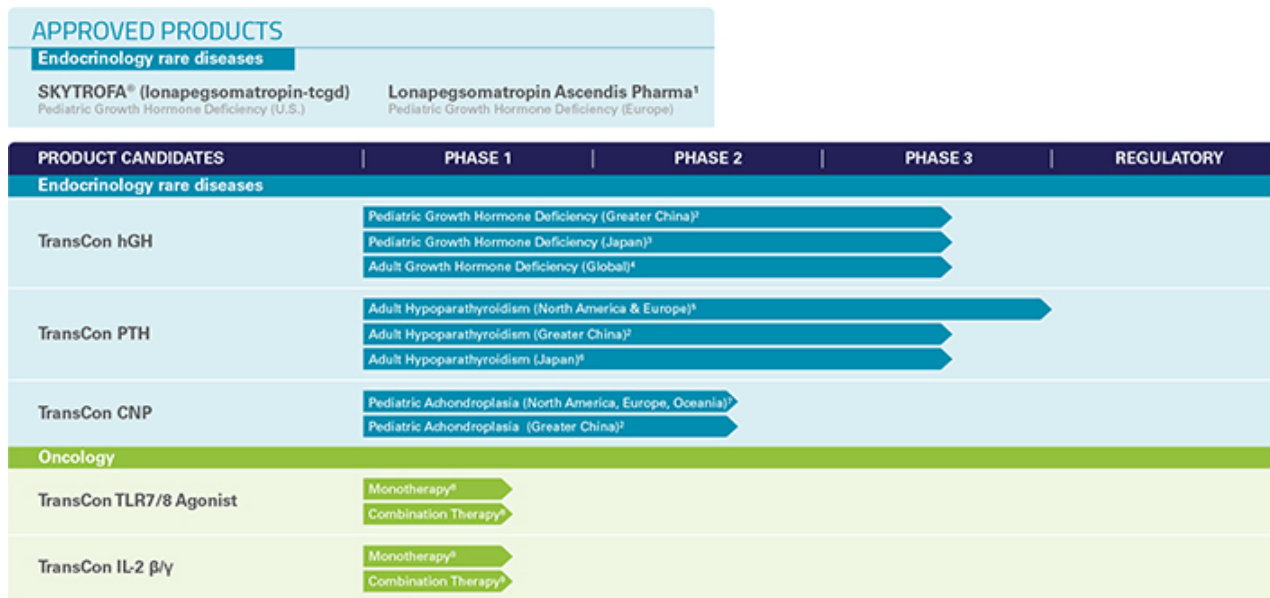 APPROVED PRODUCTS
Endocrinology rare diseases
SKYTROFA® (lonapegsomatropin-tcgd)
Pediatric Growth Hormone Deficiency (U.S.)
Lonapegsomatropin Ascendis Pharma¹
Pediatric Growth Hormone Deficiency (Europe)
PRODUCT CANDIDATES | PHASE 1 | PHASE 2 | PHASE 3 | REGULATORY
Endocrinology rare diseases
TransCon hGH
Pediatric Growth Hormone Deficiency (Greater China)²
Pediatric Growth Hormone Deficiency (Japan)³
Adult Growth Hormone Deficiency (Global)⁴
TransCon PTH
Adult Hypoparathyroidism (North America & Europe)⁵
Adult Hypoparathyroidism (Greater China)²
Adult Hypoparathyroidism (Japan)⁶
TransCon CNP
Pediatric Achondroplasia (North America, Europe, Oceania)⁷
Pediatric Achondroplasia (Greater China)²
Oncology
TransCon TLR7/8 Agonist
Monotherapy⁸
Combination Therapy⁸
TransCon IL-2 β/γ
Monotherapy⁹
Combination Therapy⁹